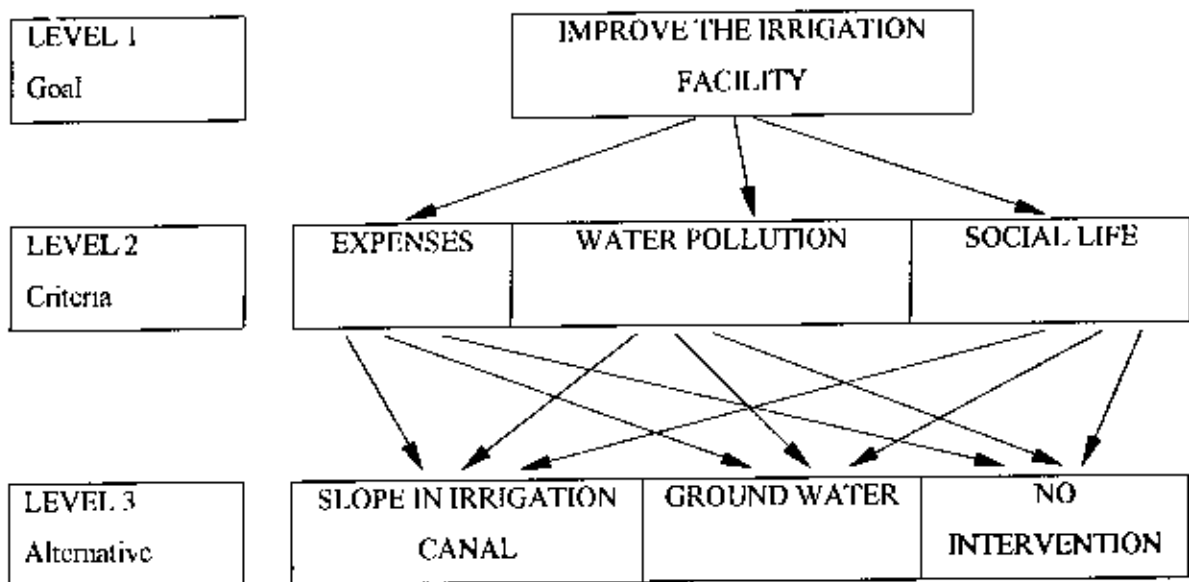 LEVEL 1
Goal
IMPROVE THE IRRIGATION
FACILITY
LEVEL 2
Criteria
EXPENSES
WATER POLLUTION
SOCIAL LIFE
LEVEL 3
Alternative
SLOPE IN IRRIGATION
CANAL
GROUND WATER
NO
INTERVENTION